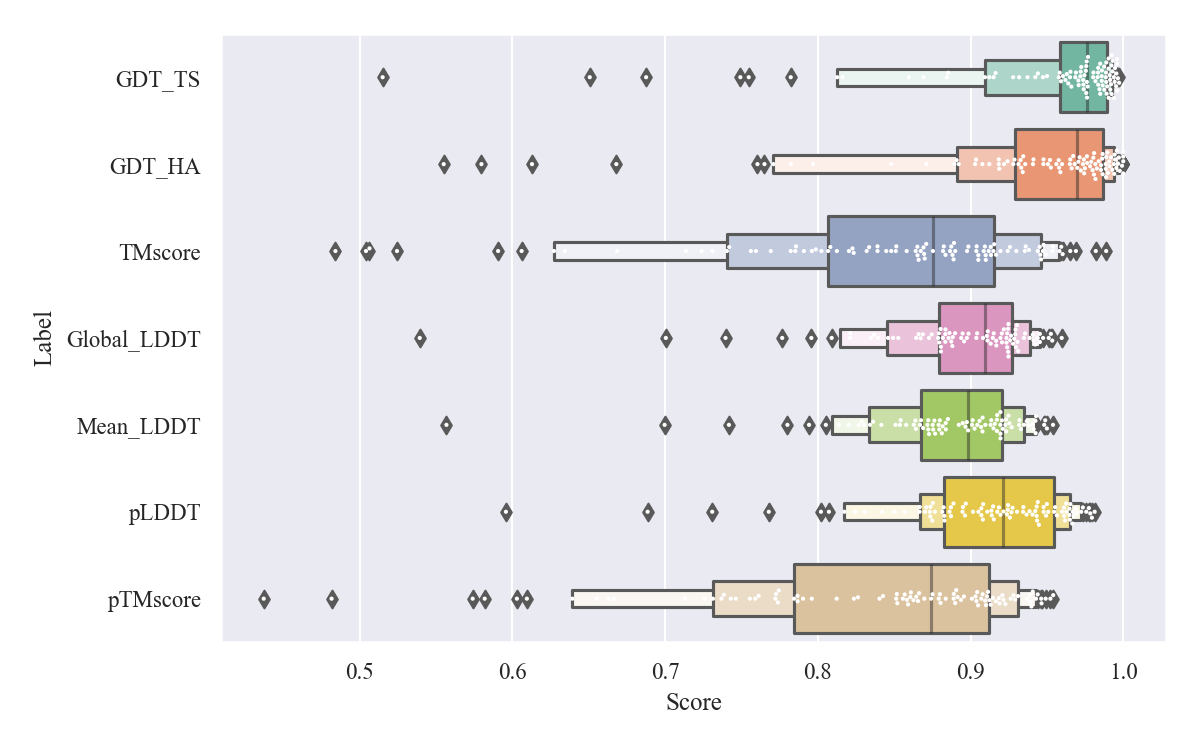 GDT_TS
GDT_HA
TMscore
Global_LDDT
Mean_LDDT
pLDDT
pTMscore
Label
0.5 0.6 0.7 0.8 0.9 1.0
Score